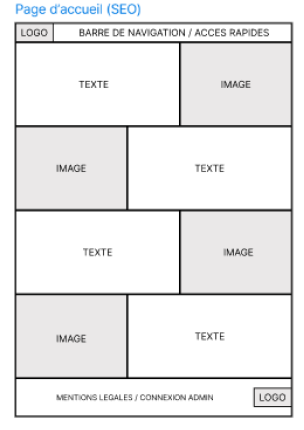 Page d'accueil (SEO)
LOGO BARRE DE NAVIGATION / ACCES RAPIDES
TEXTE IMAGE
IMAGE TEXTE
TEXTE IMAGE
IMAGE TEXTE
MENTIONS LEGALES / CONNEXION ADMIN LOGO